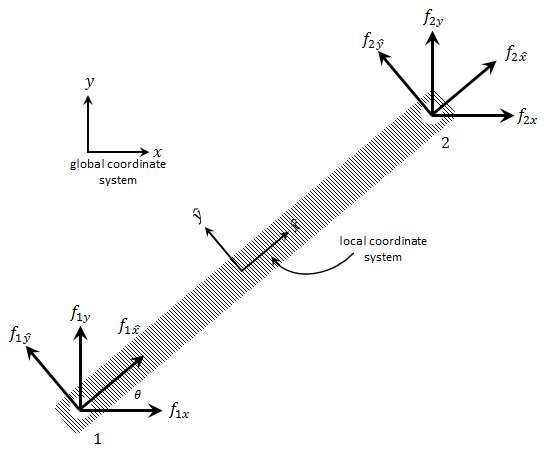 f₂y
f₂ŷ
f₂x̂
y
f₂x
2
x
global coordinate
system
ŷ
x̂
local coordinate
system
f₁y
f₁x̂
f₁ŷ
θ
f₁x
1